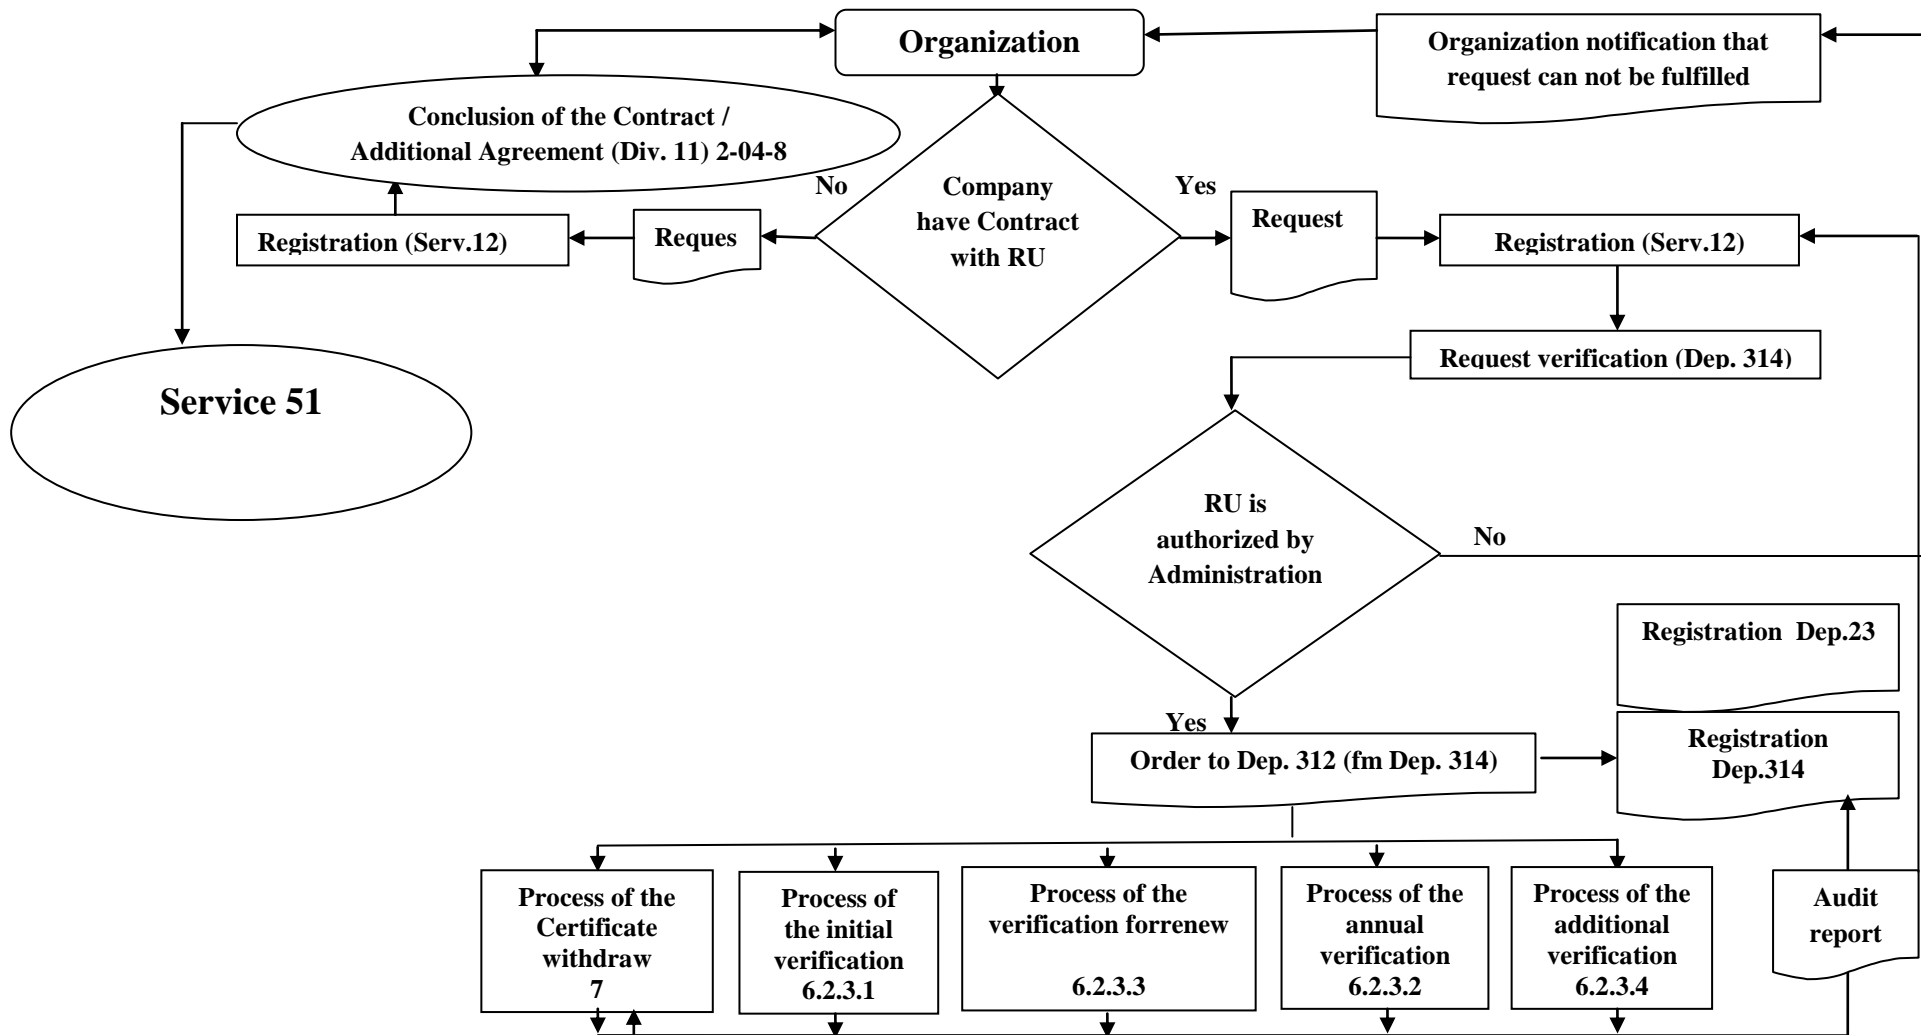 Organization
Organization notification that
request can not be fulfilled
Conclusion of the Contract /
Additional Agreement (Div. 11) 2-04-8
No
Company
have Contract
with RU
Yes
Request
Registration (Serv.12)
Reques
Registration (Serv.12)
Request verification (Dep. 314)
Service 51
RU is
authorized by
Administration
No
Registration  Dep.23
Yes
Order to Dep. 312 (fm Dep. 314)
Registration
Dep.314
Process of the
Certificate
withdraw
7
Process of
the initial
verification
6.2.3.1
Process of the
verification forrenew
6.2.3.3
Process of the
annual
verification
6.2.3.2
Process of the
additional
verification
6.2.3.4
Audit
report